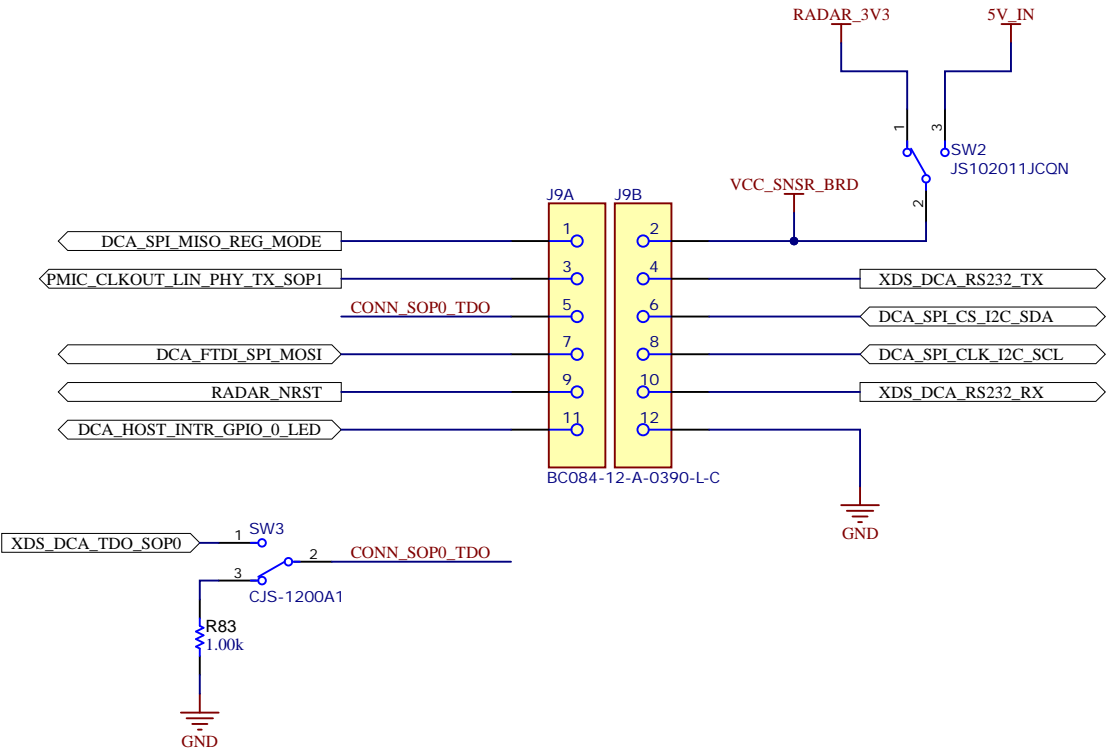 RADAR_3V3
5V_IN
1
3
SW2
JS102011JCQN
2
VCC_SNSR_BRD
J9A
J9B
DCA_SPI_MISO_REG_MODE
1
2
PMIC_CLKOUT_LIN_PHY_TX_SOP1
3
4
XDS_DCA_RS232_TX
CONN_SOP0_TDO
5
6
DCA_SPI_CS_I2C_SDA
DCA_FTDI_SPI_MOSI
7
8
DCA_SPI_CLK_I2C_SCL
RADAR_NRST
9
10
XDS_DCA_RS232_RX
DCA_HOST_INTR_GPIO_0_LED
11
12
BC084-12-A-0390-L-C
GND
XDS_DCA_TDO_SOP0
1
SW3
2
CONN_SOP0_TDO
3
CJS-1200A1
R83
1.00k
GND